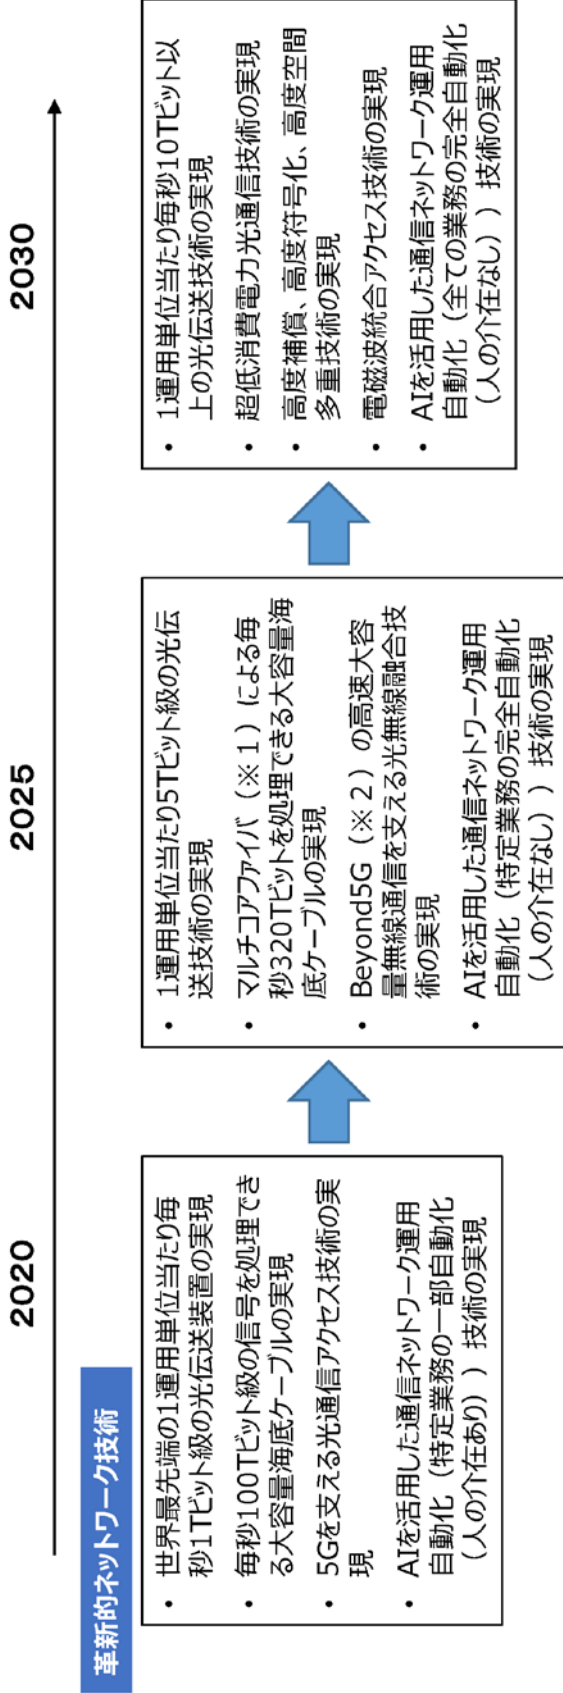 2020
2025
2030
革新的ネットワーク技術
• 世界最先端の1運用単位当たり毎
秒1Tビット級の光伝送装置の実現
• 毎秒100Tビット級の信号を処理でき
る大容量海底ケーブルの実現
• 5Gを支える光通信アクセス技術の実
現
• AIを活用した通信ネットワーク運用
自動化（特定業務の一部自動化
（人の介在あり））技術の実現
• 1運用単位当たり5Tビット級の光伝
送技術の実現
• マルチコアファイバ（※1）による毎
秒320Tビットを処理できる大容量海
底ケーブルの実現
• Beyond5G（※2）の高速大容
量無線通信を支える光無線融合技
術の実現
• AIを活用した通信ネットワーク運用
自動化（特定業務の完全自動化
（人の介在なし））技術の実現
• 1運用単位当たり毎秒10Tビット以
上の光伝送技術の実現
• 超低消費電力光通信技術の実現
• 高度補償、高度符号化、高度空間
多重技術の実現
• 電磁波統合アクセス技術の実現
• AIを活用した通信ネットワーク運用
自動化（全ての業務の完全自動化
（人の介在なし））技術の実現